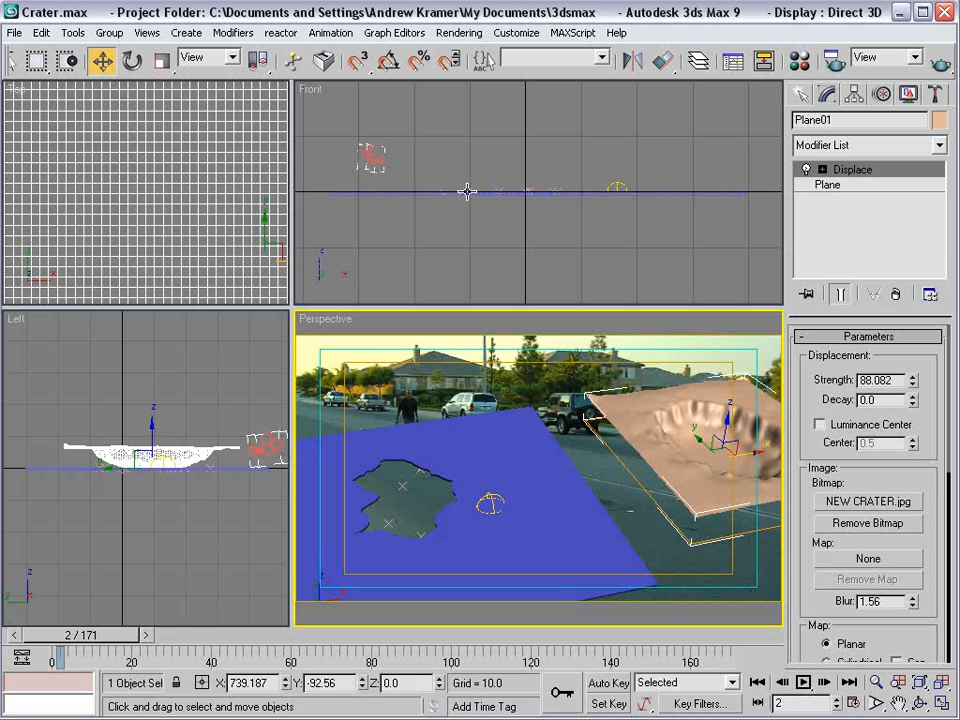 Crater.max - Project Folder: C:\Documents and Settings\Andrew Kramer\My Documents\3dsmax - Autodesk 3ds Max 9 - Display : Direct 3D
File Edit Tools Group Views Create Modifiers reactor Animation Graph Editors Rendering Customize MAXScript Help
View 3 % ABC View
Top
Front
Plane01
Modifier List
Displace
Plane
z
x
y
Left
Perspective
Parameters
Displacement:
Strength: 88.082
Decay: 0.0
Luminance Center
Center: 0.5
Image:
Bitmap:
NEW CRATER.jpg
Remove Bitmap
Map:
None
Remove Map
Blur: 1.56
Map:
Planar
2 / 171
0 20 40 60 80 100 120 140 160
1 Object Sel X: 739.187 Y: -92.56 Z: 0.0 Grid = 10.0 Auto Key Selected
Click and drag to select and move objects Add Time Tag Set Key Key Filters... 2